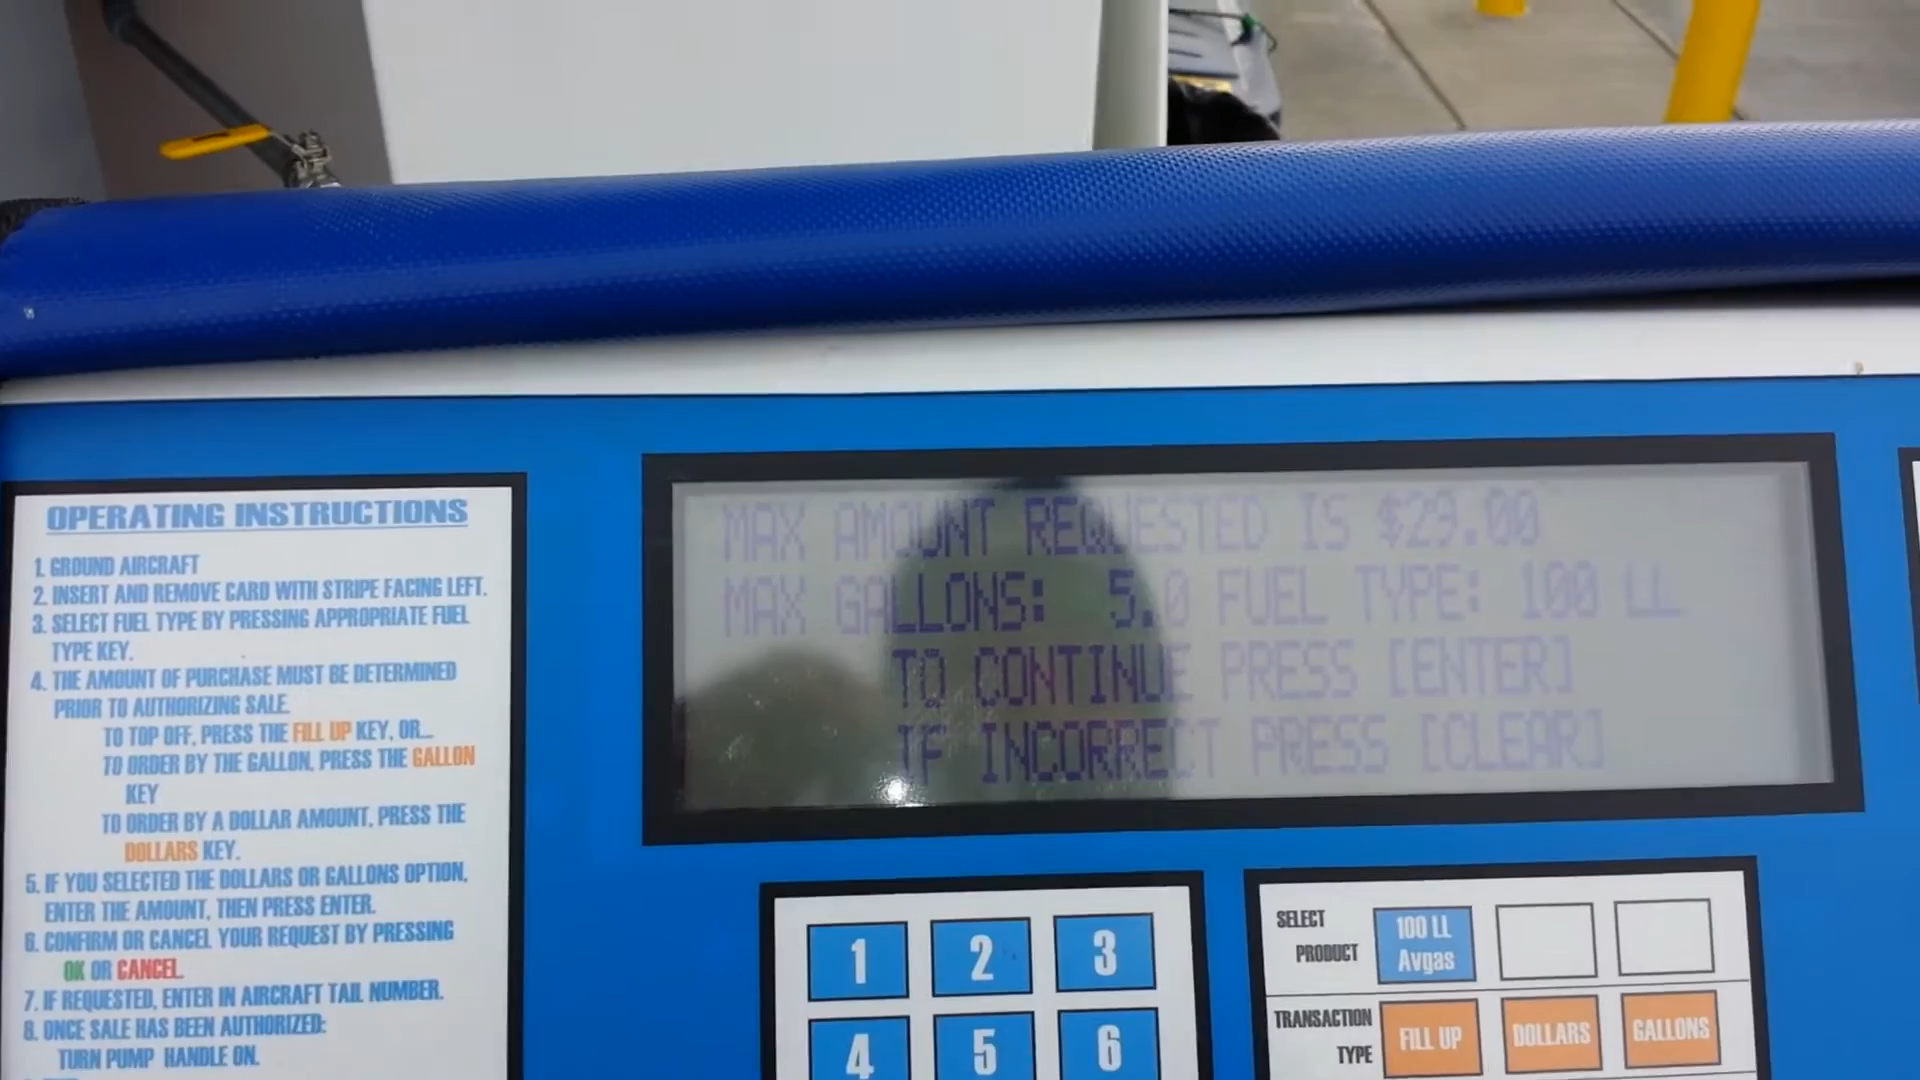 OPERATING INSTRUCTIONS
1. GROUND AIRCRAFT
2. INSERT AND REMOVE CARD WITH STRIPE FACING LEFT.
3. SELECT FUEL TYPE BY PRESSING APPROPRIATE FUEL
TYPE KEY.
4. THE AMOUNT OF PURCHASE MUST BE DETERMINED
PRIOR TO AUTHORIZING SALE.
TO TOP OFF, PRESS THE FILL UP KEY, OR...
TO ORDER BY THE GALLON, PRESS THE GALLON
KEY
TO ORDER BY A DOLLAR AMOUNT, PRESS THE
DOLLARS KEY.
5. IF YOU SELECTED THE DOLLARS OR GALLONS OPTION,
ENTER THE AMOUNT, THEN PRESS ENTER.
6. CONFIRM OR CANCEL YOUR REQUEST BY PRESSING
OK OR CANCEL
7. IF REQUESTED, ENTER IN AIRCRAFT TAIL NUMBER.
8. ONCE SALE HAS BEEN AUTHORIZED:
TURN PUMP HANDLE ON.
MAX AMOUNT REQUESTED IS $29.00
MAX GALLONS: 5.0 FUEL TYPE: 100 LL
TO CONTINUE PRESS [ENTER]
IF INCORRECT PRESS [CLEAR]
1 2 3
4 5 6
SELECT
PRODUCT
100 LL
Avgas
TRANSACTION
TYPE
FILL UP
DOLLARS
GALLONS